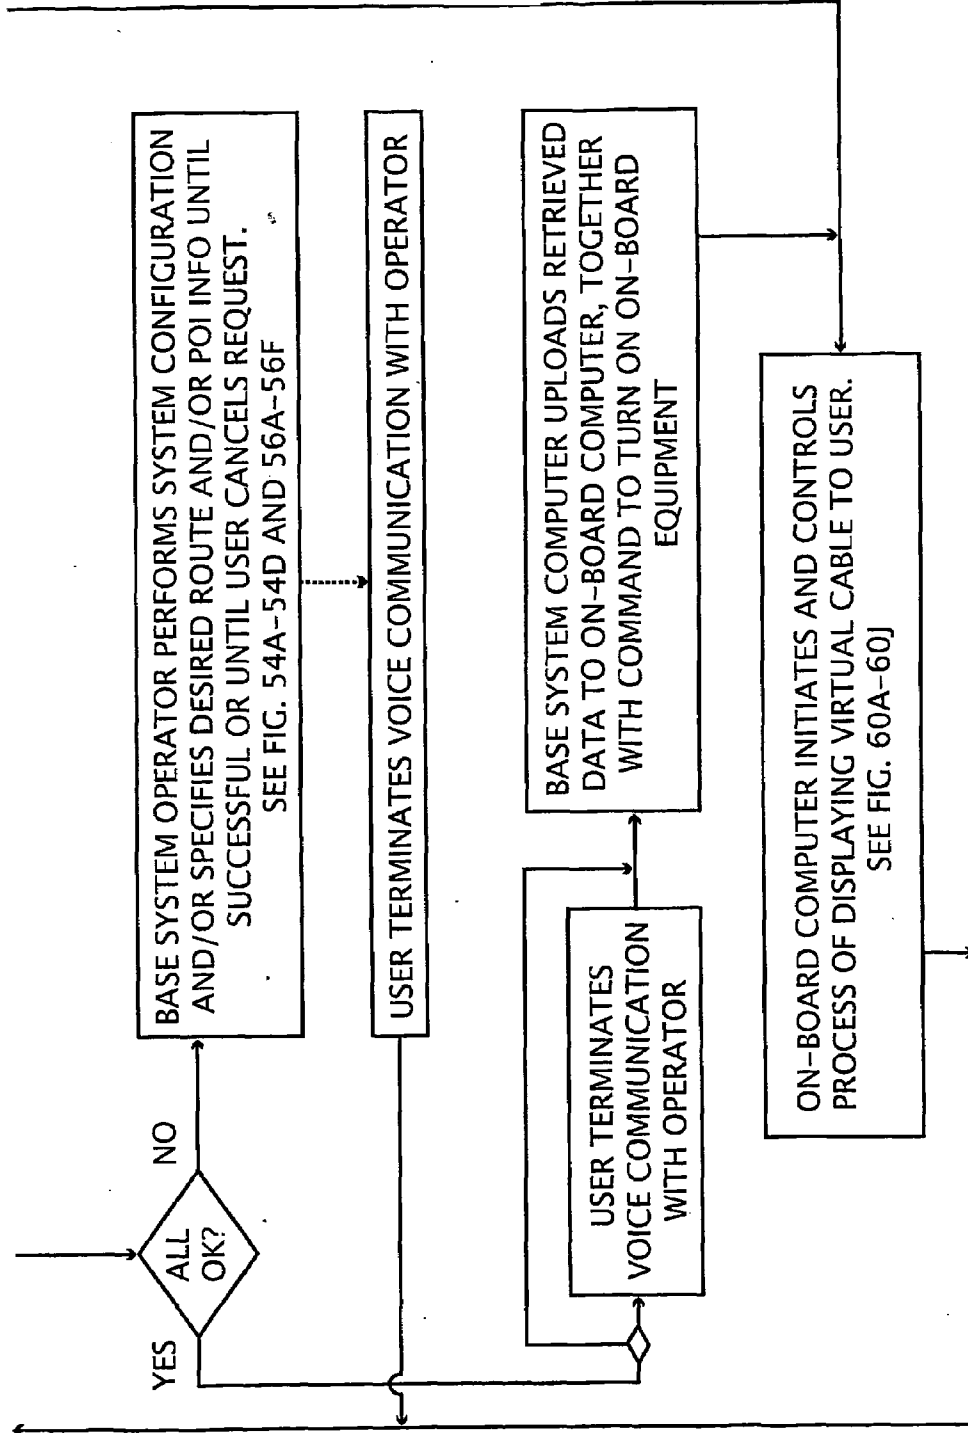 ALL
OK?
NO
YES
BASE SYSTEM OPERATOR PERFORMS SYSTEM CONFIGURATION
AND/OR SPECIFIES DESIRED ROUTE AND/OR POI INFO UNTIL
SUCCESSFUL OR UNTIL USER CANCELS REQUEST.
SEE FIG. 54A-54D AND 56A-56F
USER TERMINATES VOICE COMMUNICATION WITH OPERATOR
USER TERMINATES
VOICE COMMUNICATION
WITH OPERATOR
BASE SYSTEM COMPUTER UPLOADS RETRIEVED
DATA TO ON-BOARD COMPUTER, TOGETHER
WITH COMMAND TO TURN ON ON-BOARD
EQUIPMENT
ON-BOARD COMPUTER INITIATES AND CONTROLS
PROCESS OF DISPLAYING VIRTUAL CABLE TO USER.
SEE FIG. 60A-60J